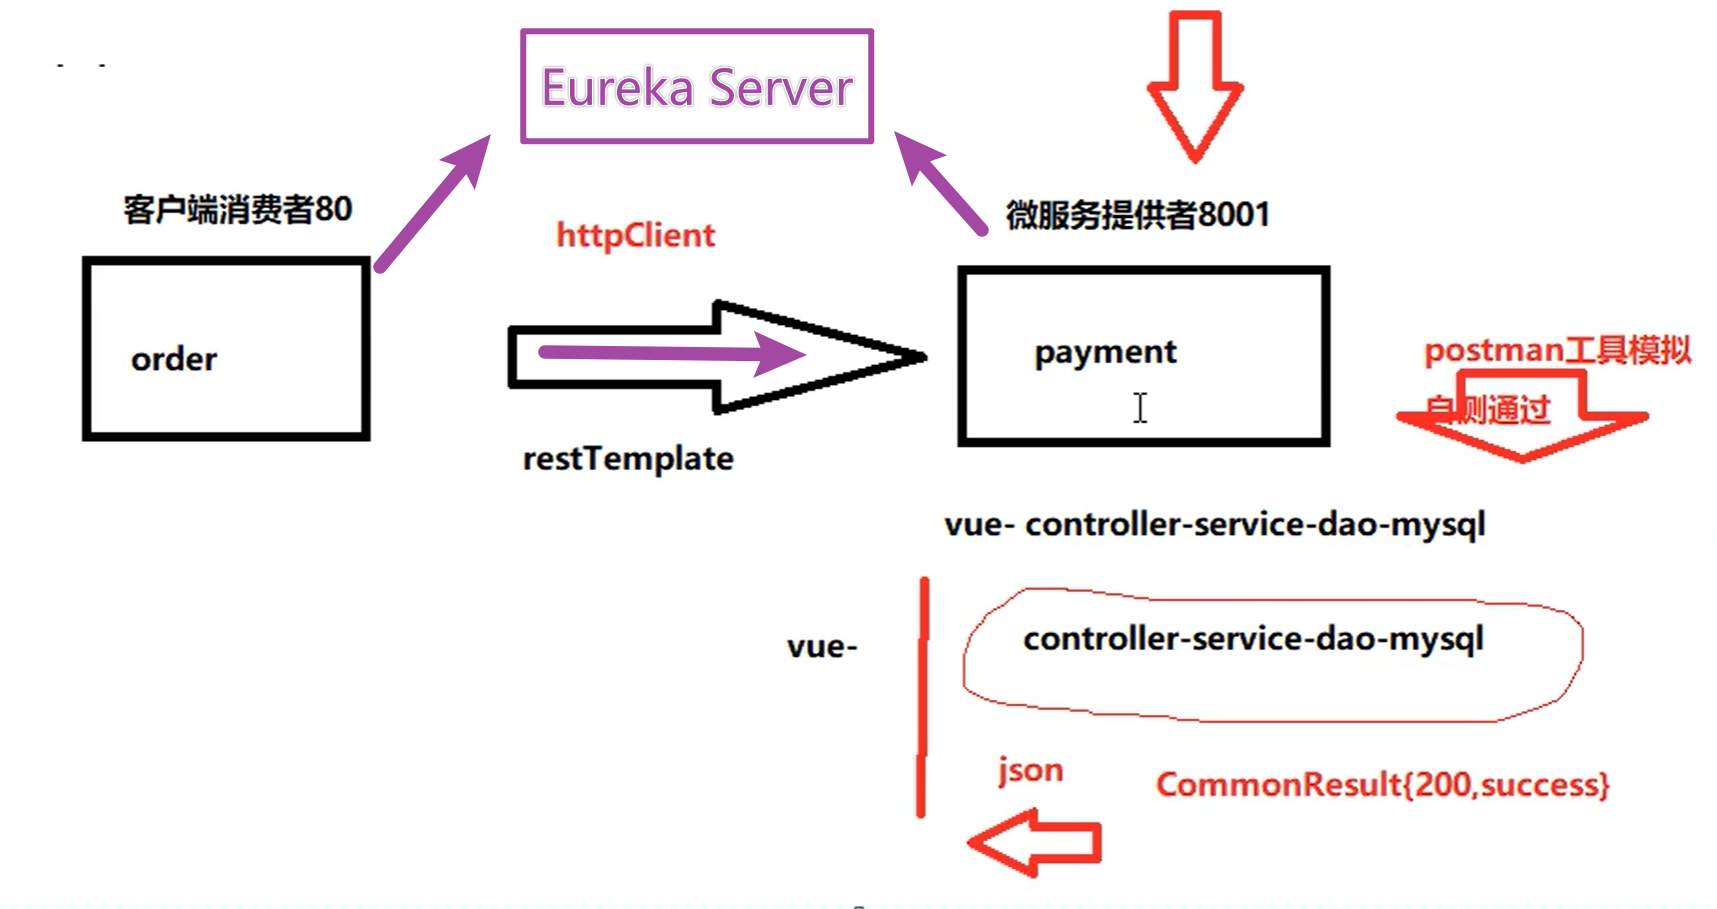 Eureka Server
客户端消费者80
httpClient
微服务提供者8001
order
payment
postman工具模拟
自测通过
restTemplate
vue- controller-service-dao-mysql
vue-
controller-service-dao-mysql
json
CommonResult{200,success}